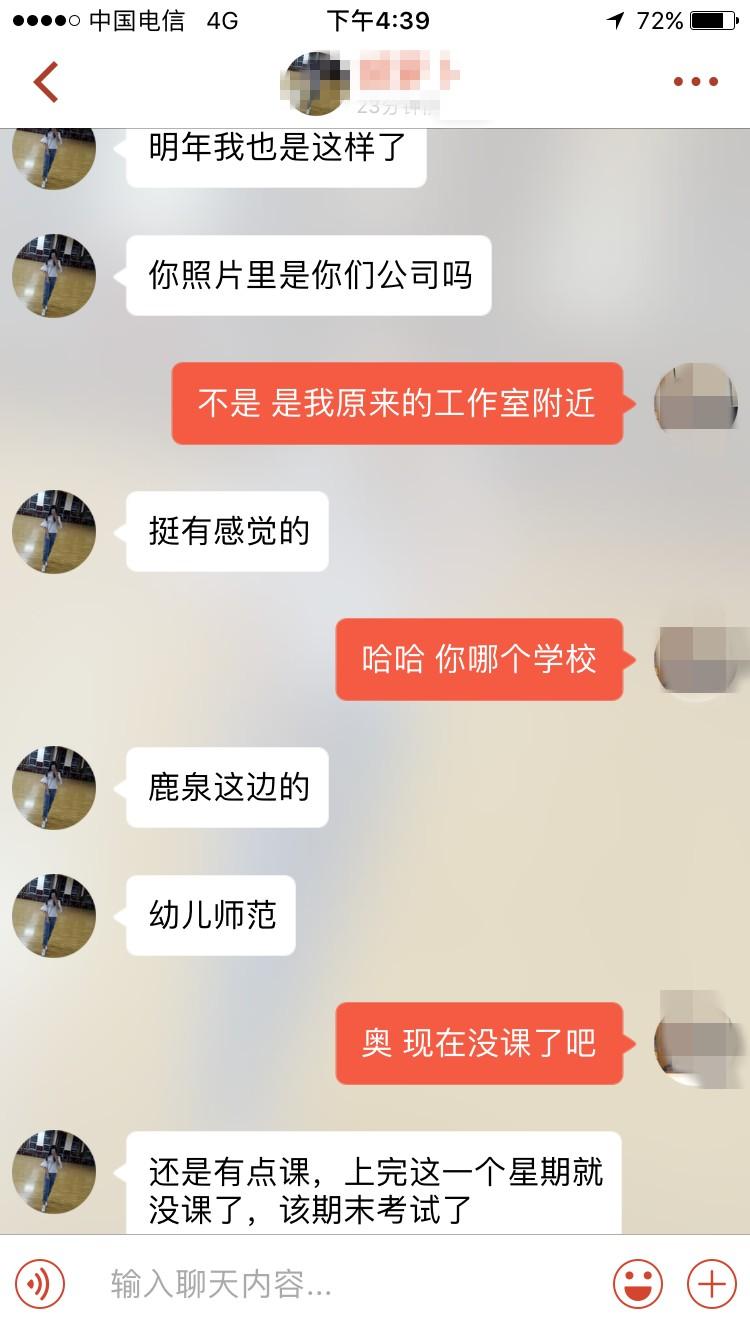 中国电信 4G 下午4:39 72%
23分钟
明年我也是这样了
你照片里是你们公司吗
不是 是我原来的工作室附近
挺有感觉的
哈哈 你哪个学校
鹿泉这边的
幼儿师范
奥 现在没课了吧
还是有点课，上完这一个星期就
没课了，该期末考试了
输入聊天内容...